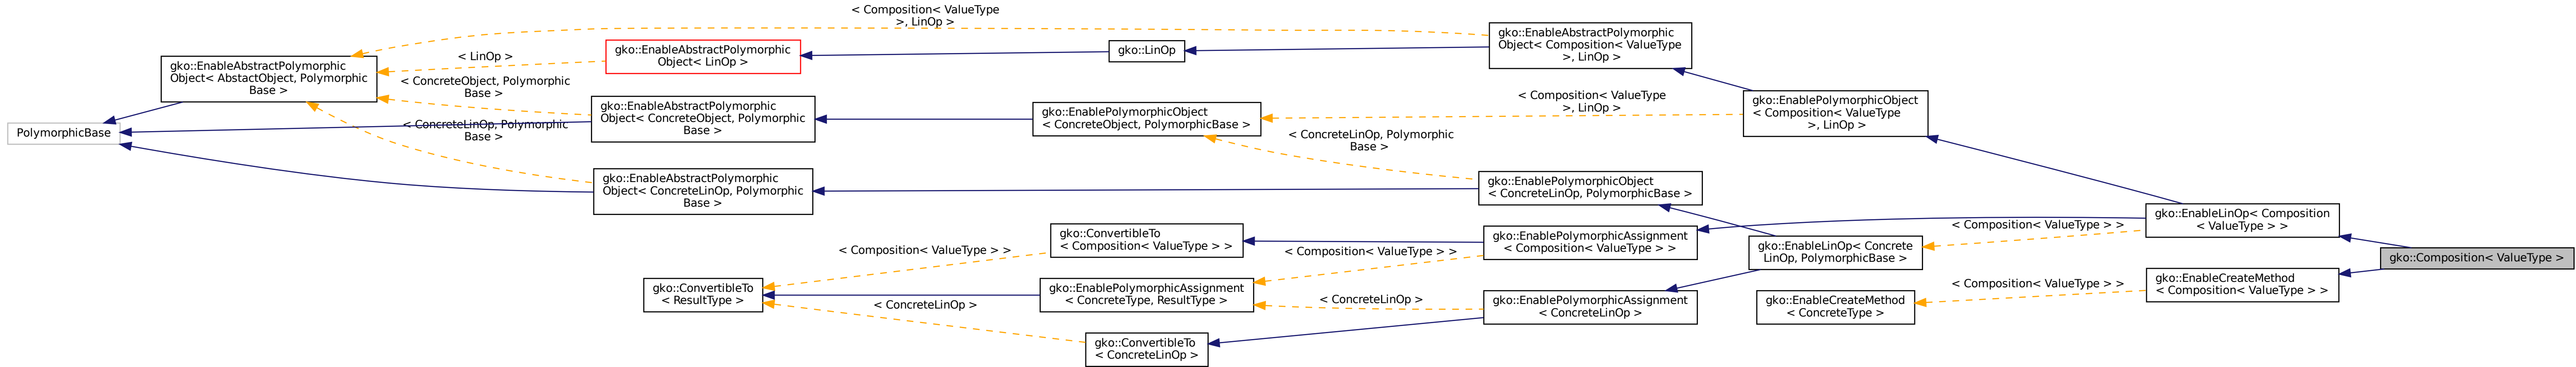 PolymorphicBase
gko::EnableAbstractPolymorphic
Object< AbstactObject, Polymorphic
Base >
< Composition< ValueType
>, LinOp >
< LinOp >
< ConcreteObject, Polymorphic
Base >
< ConcreteLinOp, Polymorphic
Base >
gko::EnableAbstractPolymorphic
Object< LinOp >
gko::EnableAbstractPolymorphic
Object< ConcreteObject, Polymorphic
Base >
gko::EnableAbstractPolymorphic
Object< ConcreteLinOp, Polymorphic
Base >
gko::ConvertibleTo
< ResultType >
< Composition< ValueType > >
< ConcreteLinOp >
gko::LinOp
gko::EnablePolymorphicObject
< ConcreteObject, PolymorphicBase >
gko::ConvertibleTo
< Composition< ValueType > >
gko::EnablePolymorphicAssignment
< ConcreteType, ResultType >
gko::ConvertibleTo
< ConcreteLinOp >
< Composition< ValueType
>, LinOp >
< ConcreteLinOp, Polymorphic
Base >
< Composition< ValueType > >
< ConcreteLinOp >
gko::EnableAbstractPolymorphic
Object< Composition< ValueType
>, LinOp >
gko::EnablePolymorphicObject
< ConcreteLinOp, PolymorphicBase >
gko::EnablePolymorphicAssignment
< Composition< ValueType > >
gko::EnablePolymorphicAssignment
< ConcreteLinOp >
gko::EnablePolymorphicObject
< Composition< ValueType
>, LinOp >
gko::EnableLinOp< Concrete
LinOp, PolymorphicBase >
gko::EnableCreateMethod
< ConcreteType >
< Composition< ValueType > >
< Composition< ValueType > >
gko::EnableLinOp< Composition
< ValueType > >
gko::EnableCreateMethod
< Composition< ValueType > >
gko::Composition< ValueType >